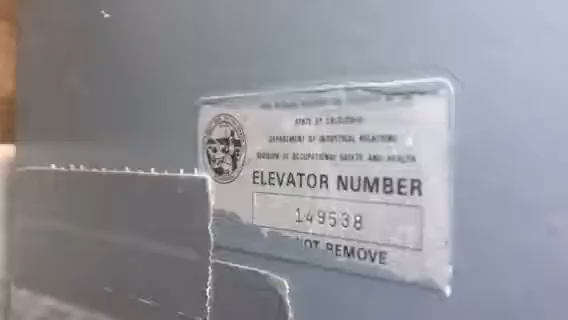 STATE OF CALIFORNIA
DEPARTMENT OF INDUSTRIAL RELATIONS
DIVISION OF OCCUPATIONAL SAFETY AND HEALTH
ELEVATOR NUMBER
149538
NOT REMOVE